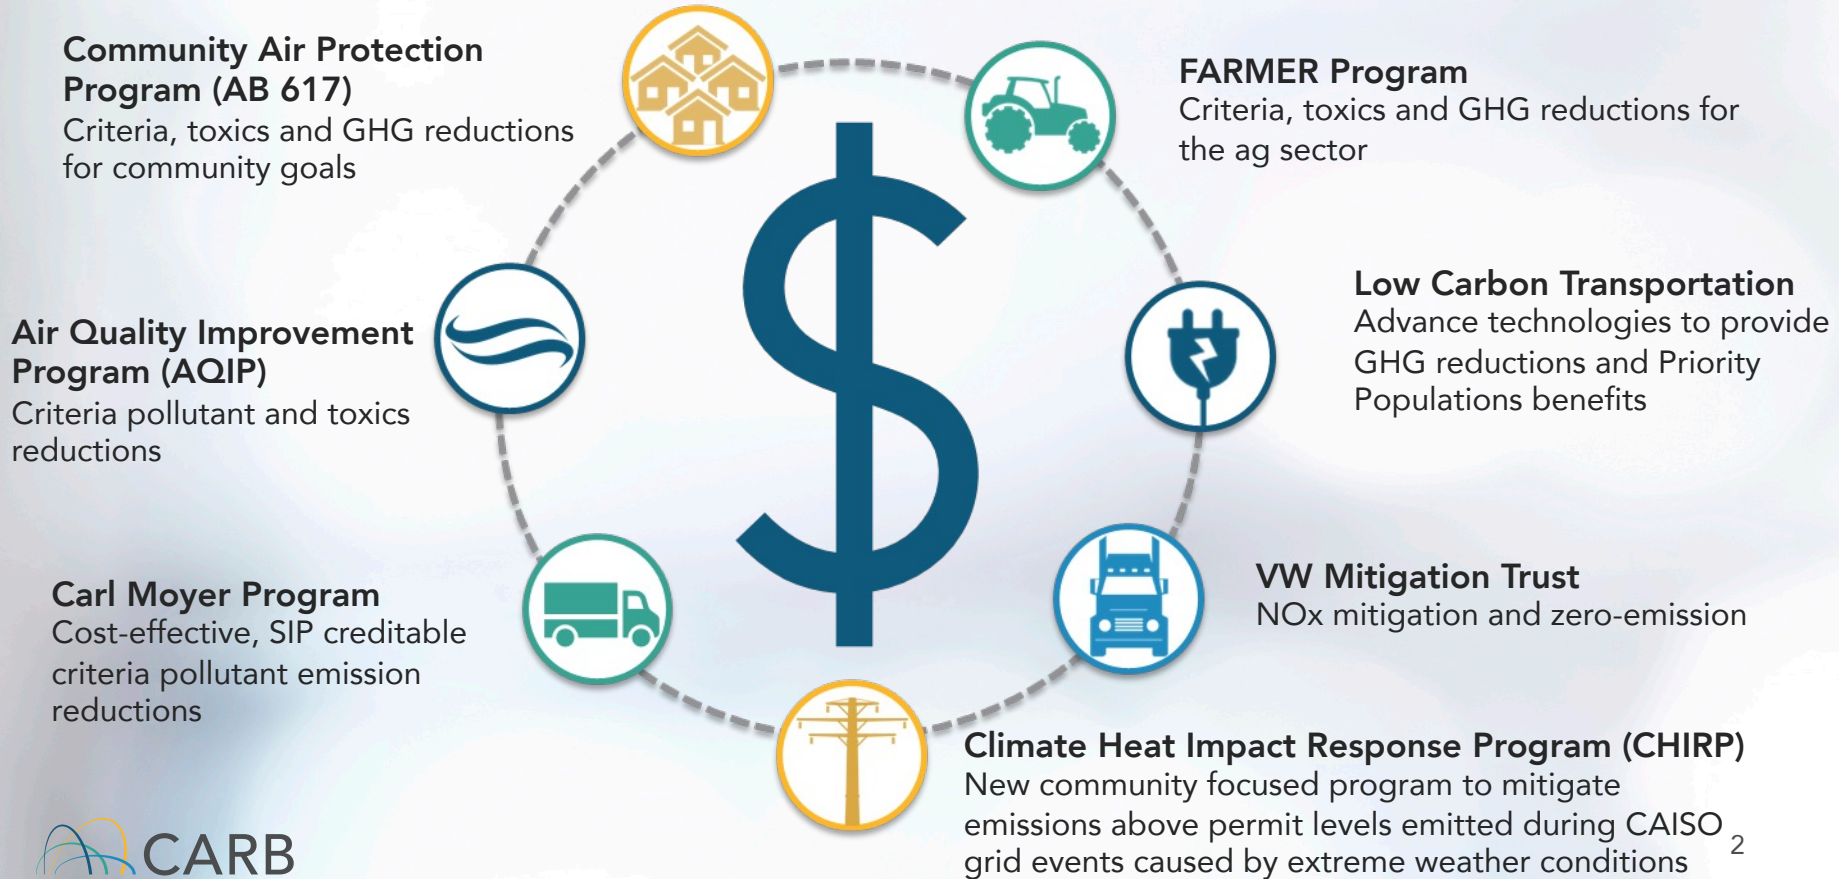 Community Air Protection
Program (AB 617)
Criteria, toxics and GHG reductions
for community goals
FARMER Program
Criteria, toxics and GHG reductions for
the ag sector
Air Quality Improvement
Program (AQIP)
Criteria pollutant and toxics
reductions
Low Carbon Transportation
Advance technologies to provide
GHG reductions and Priority
Populations benefits
Carl Moyer Program
Cost-effective, SIP creditable
criteria pollutant emission
reductions
VW Mitigation Trust
NOx mitigation and zero-emission
Climate Heat Impact Response Program (CHIRP)
New community focused program to mitigate
emissions above permit levels emitted during CAISO
grid events caused by extreme weather conditions
$
CARB
2